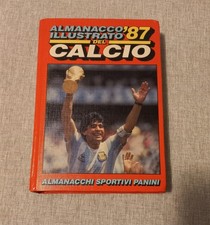 ALMANACCO
ILLUSTRATO '87
DEL
CALCIO
ALMANACCHI SPORTIVI PANINI